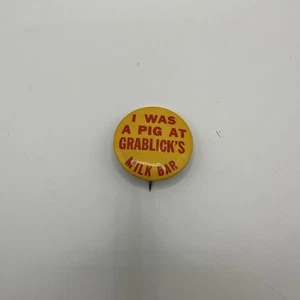 I WAS
A PIG AT
GRABLICK'S
MILK BAR